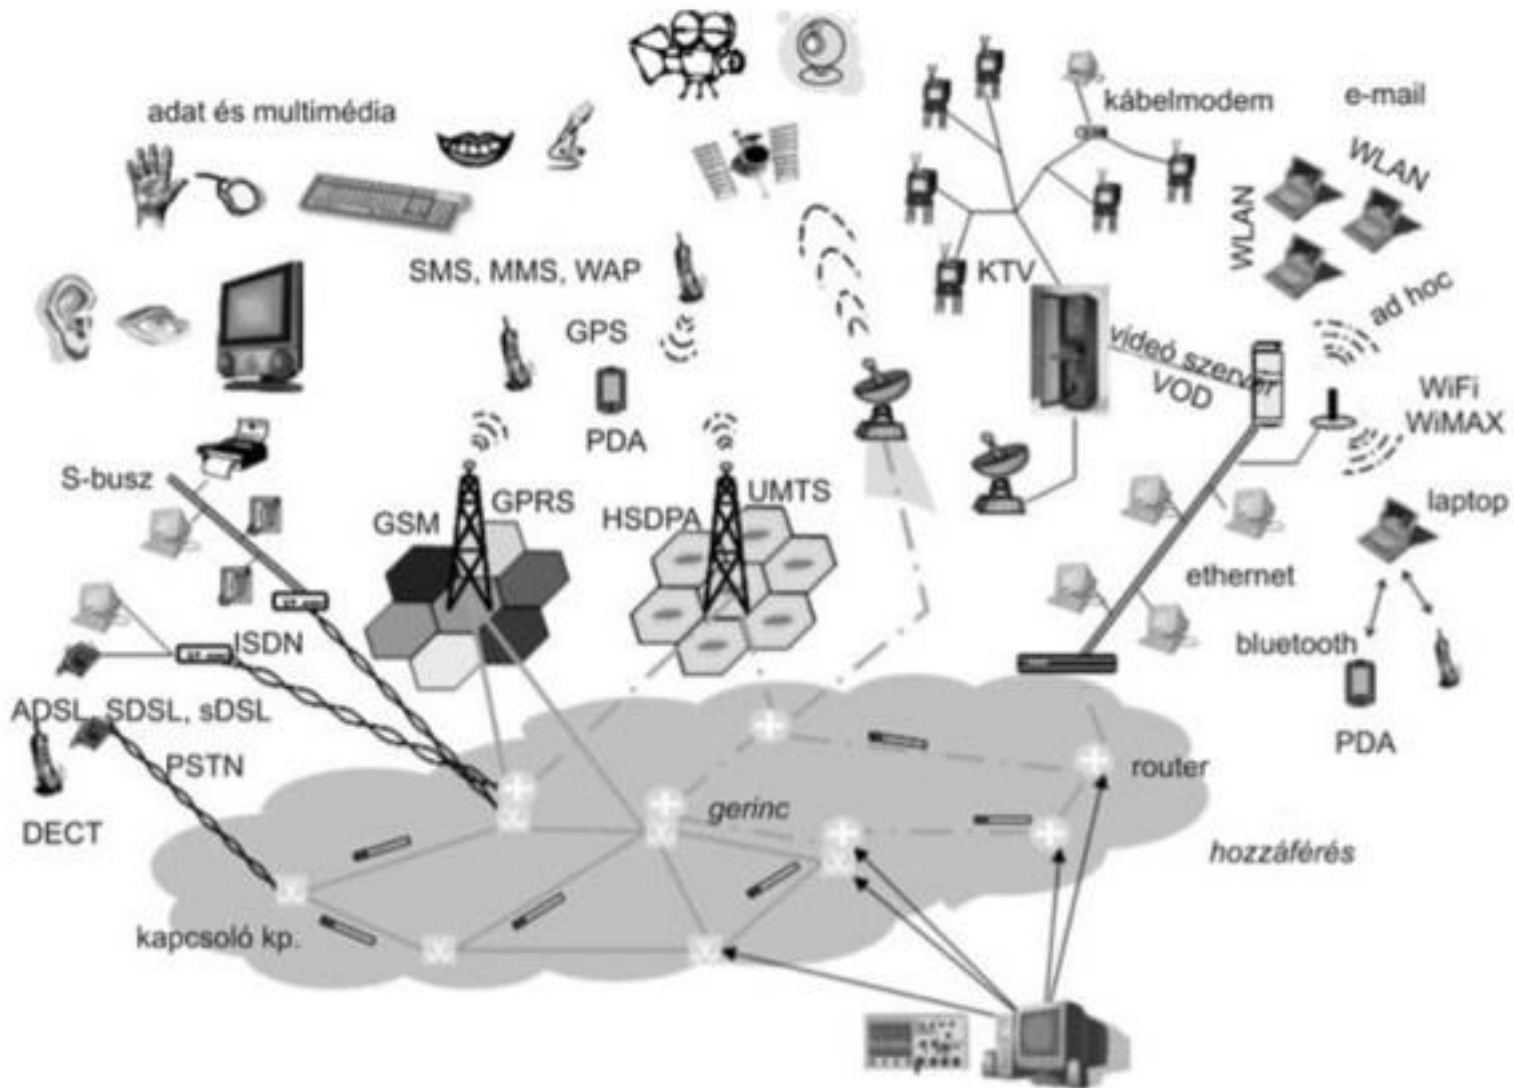 adat és multimédia
kábelmodem
e-mail
WLAN
WLAN
SMS, MMS, WAP
KTV
GPS
ad hoc
videó szerver
VOD
WiFi
WiMAX
PDA
S-busz
GSM
GPRS
HSDPA
UMTS
laptop
ethernet
ISDN
bluetooth
ADSL, SDSL, sDSL
PSTN
PDA
DECT
gerinc
router
hozzáférés
kapcsoló kp.